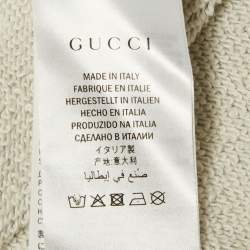 GUCCI
MADE IN ITALY
FABRIQUE EN ITALIE
HERGESTELLT IN ITALIEN
HECHO EN ITALIA
PRODUZIDO NA ITALIA
СДЕЛАНО В ИТАЛИИ
イタリア製
产地:意大利
صنع في إيطاليا